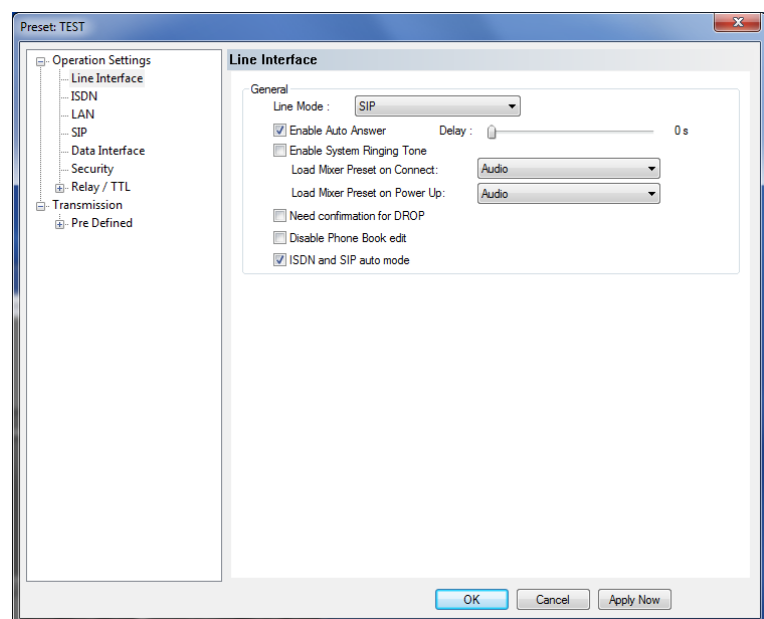 Preset: TEST
Operation Settings
Line Interface
ISDN
LAN
SIP
Data Interface
Security
Relay / TTL
Transmission
Pre Defined
Line Interface
General
Line Mode : SIP
Enable Auto Answer Delay : 0 s
Enable System Ringing Tone
Load Mixer Preset on Connect: Audio
Load Mixer Preset on Power Up: Audio
Need confirmation for DROP
Disable Phone Book edit
ISDN and SIP auto mode
OK Cancel Apply Now